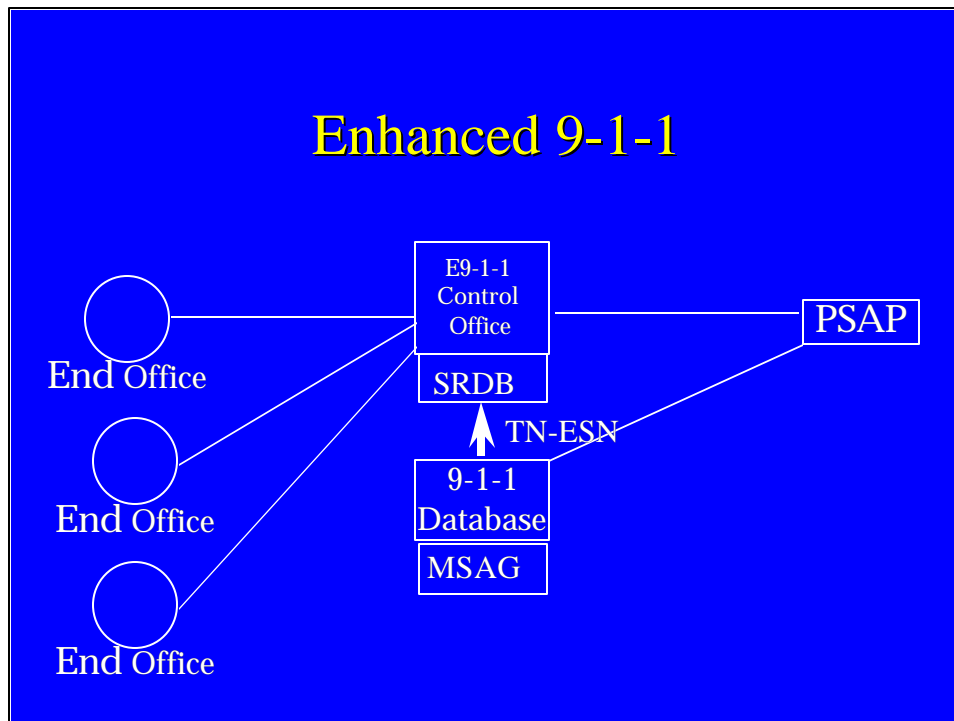 Enhanced 9-1-1
E9-1-1
Control
Office
PSAP
End Office
SRDB
TN-ESN
9-1-1
Database
End Office
MSAG
End Office